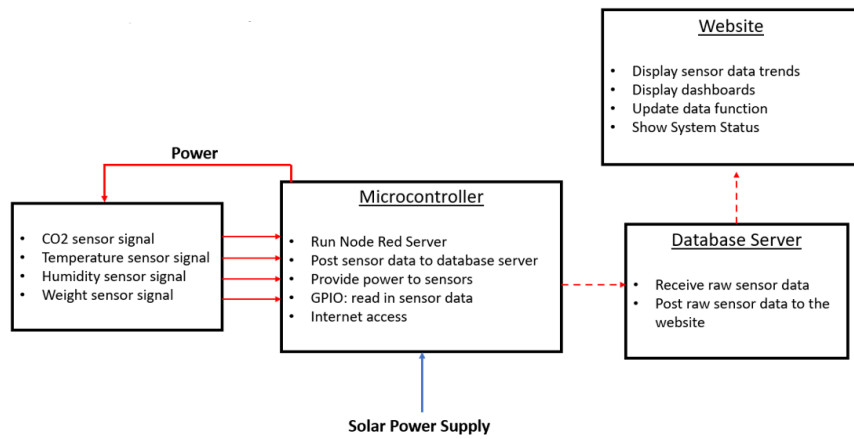 Website
• Display sensor data trends
• Display dashboards
• Update data function
• Show System Status
Power
• CO2 sensor signal
• Temperature sensor signal
• Humidity sensor signal
• Weight sensor signal
Microcontroller
• Run Node Red Server
• Post sensor data to database server
• Provide power to sensors
• GPIO: read in sensor data
• Internet access
Database Server
• Receive raw sensor data
• Post raw sensor data to the
website
Solar Power Supply